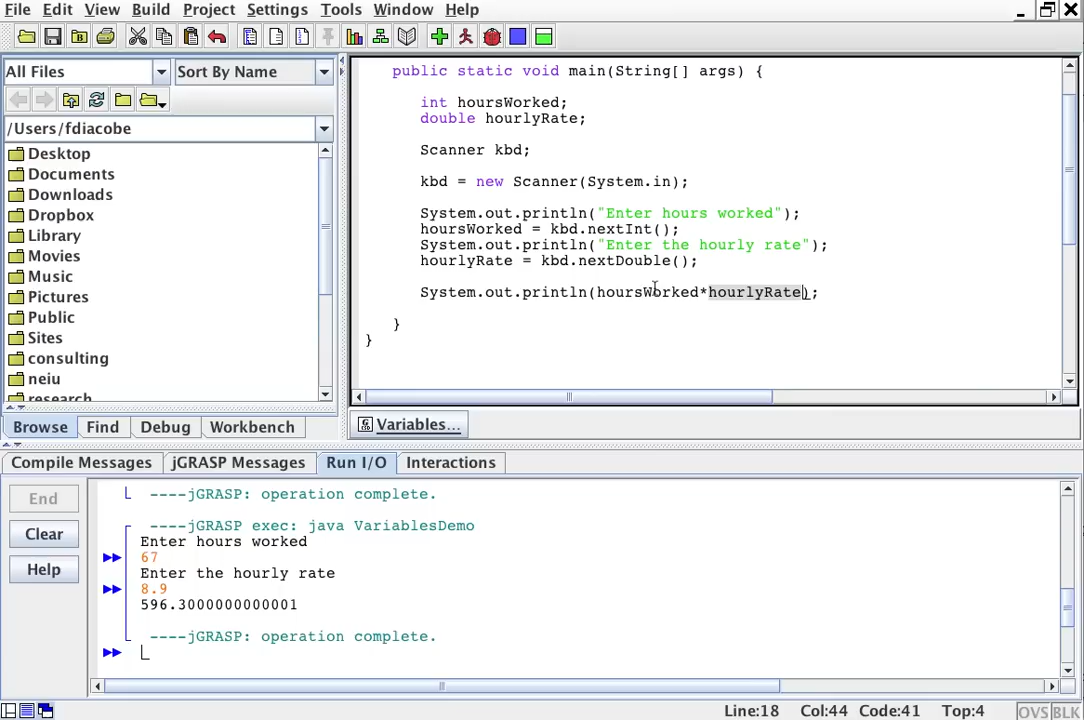 File Edit View Build Project Settings Tools Window Help
All Files Sort By Name
/Users/fdiacobe
Desktop
Documents
Downloads
Dropbox
Library
Movies
Music
Pictures
Public
Sites
consulting
neiu
research
Browse Find Debug Workbench
public static void main(String[] args) {
int hoursWorked;
double hourlyRate;
Scanner kbd;
kbd = new Scanner(System.in);
System.out.println("Enter hours worked");
hoursWorked = kbd.nextInt();
System.out.println("Enter the hourly rate");
hourlyRate = kbd.nextDouble();
System.out.println(hoursWorked*hourlyRate);
}
}
Variables...
Compile Messages jGRASP Messages Run I/O Interactions
End
Clear
Help
----jGRASP: operation complete.
----jGRASP exec: java VariablesDemo
Enter hours worked
67
Enter the hourly rate
8.9
596.3000000000001
----jGRASP: operation complete.
Line:18 Col:44 Code:41 Top:4 OVS BLK